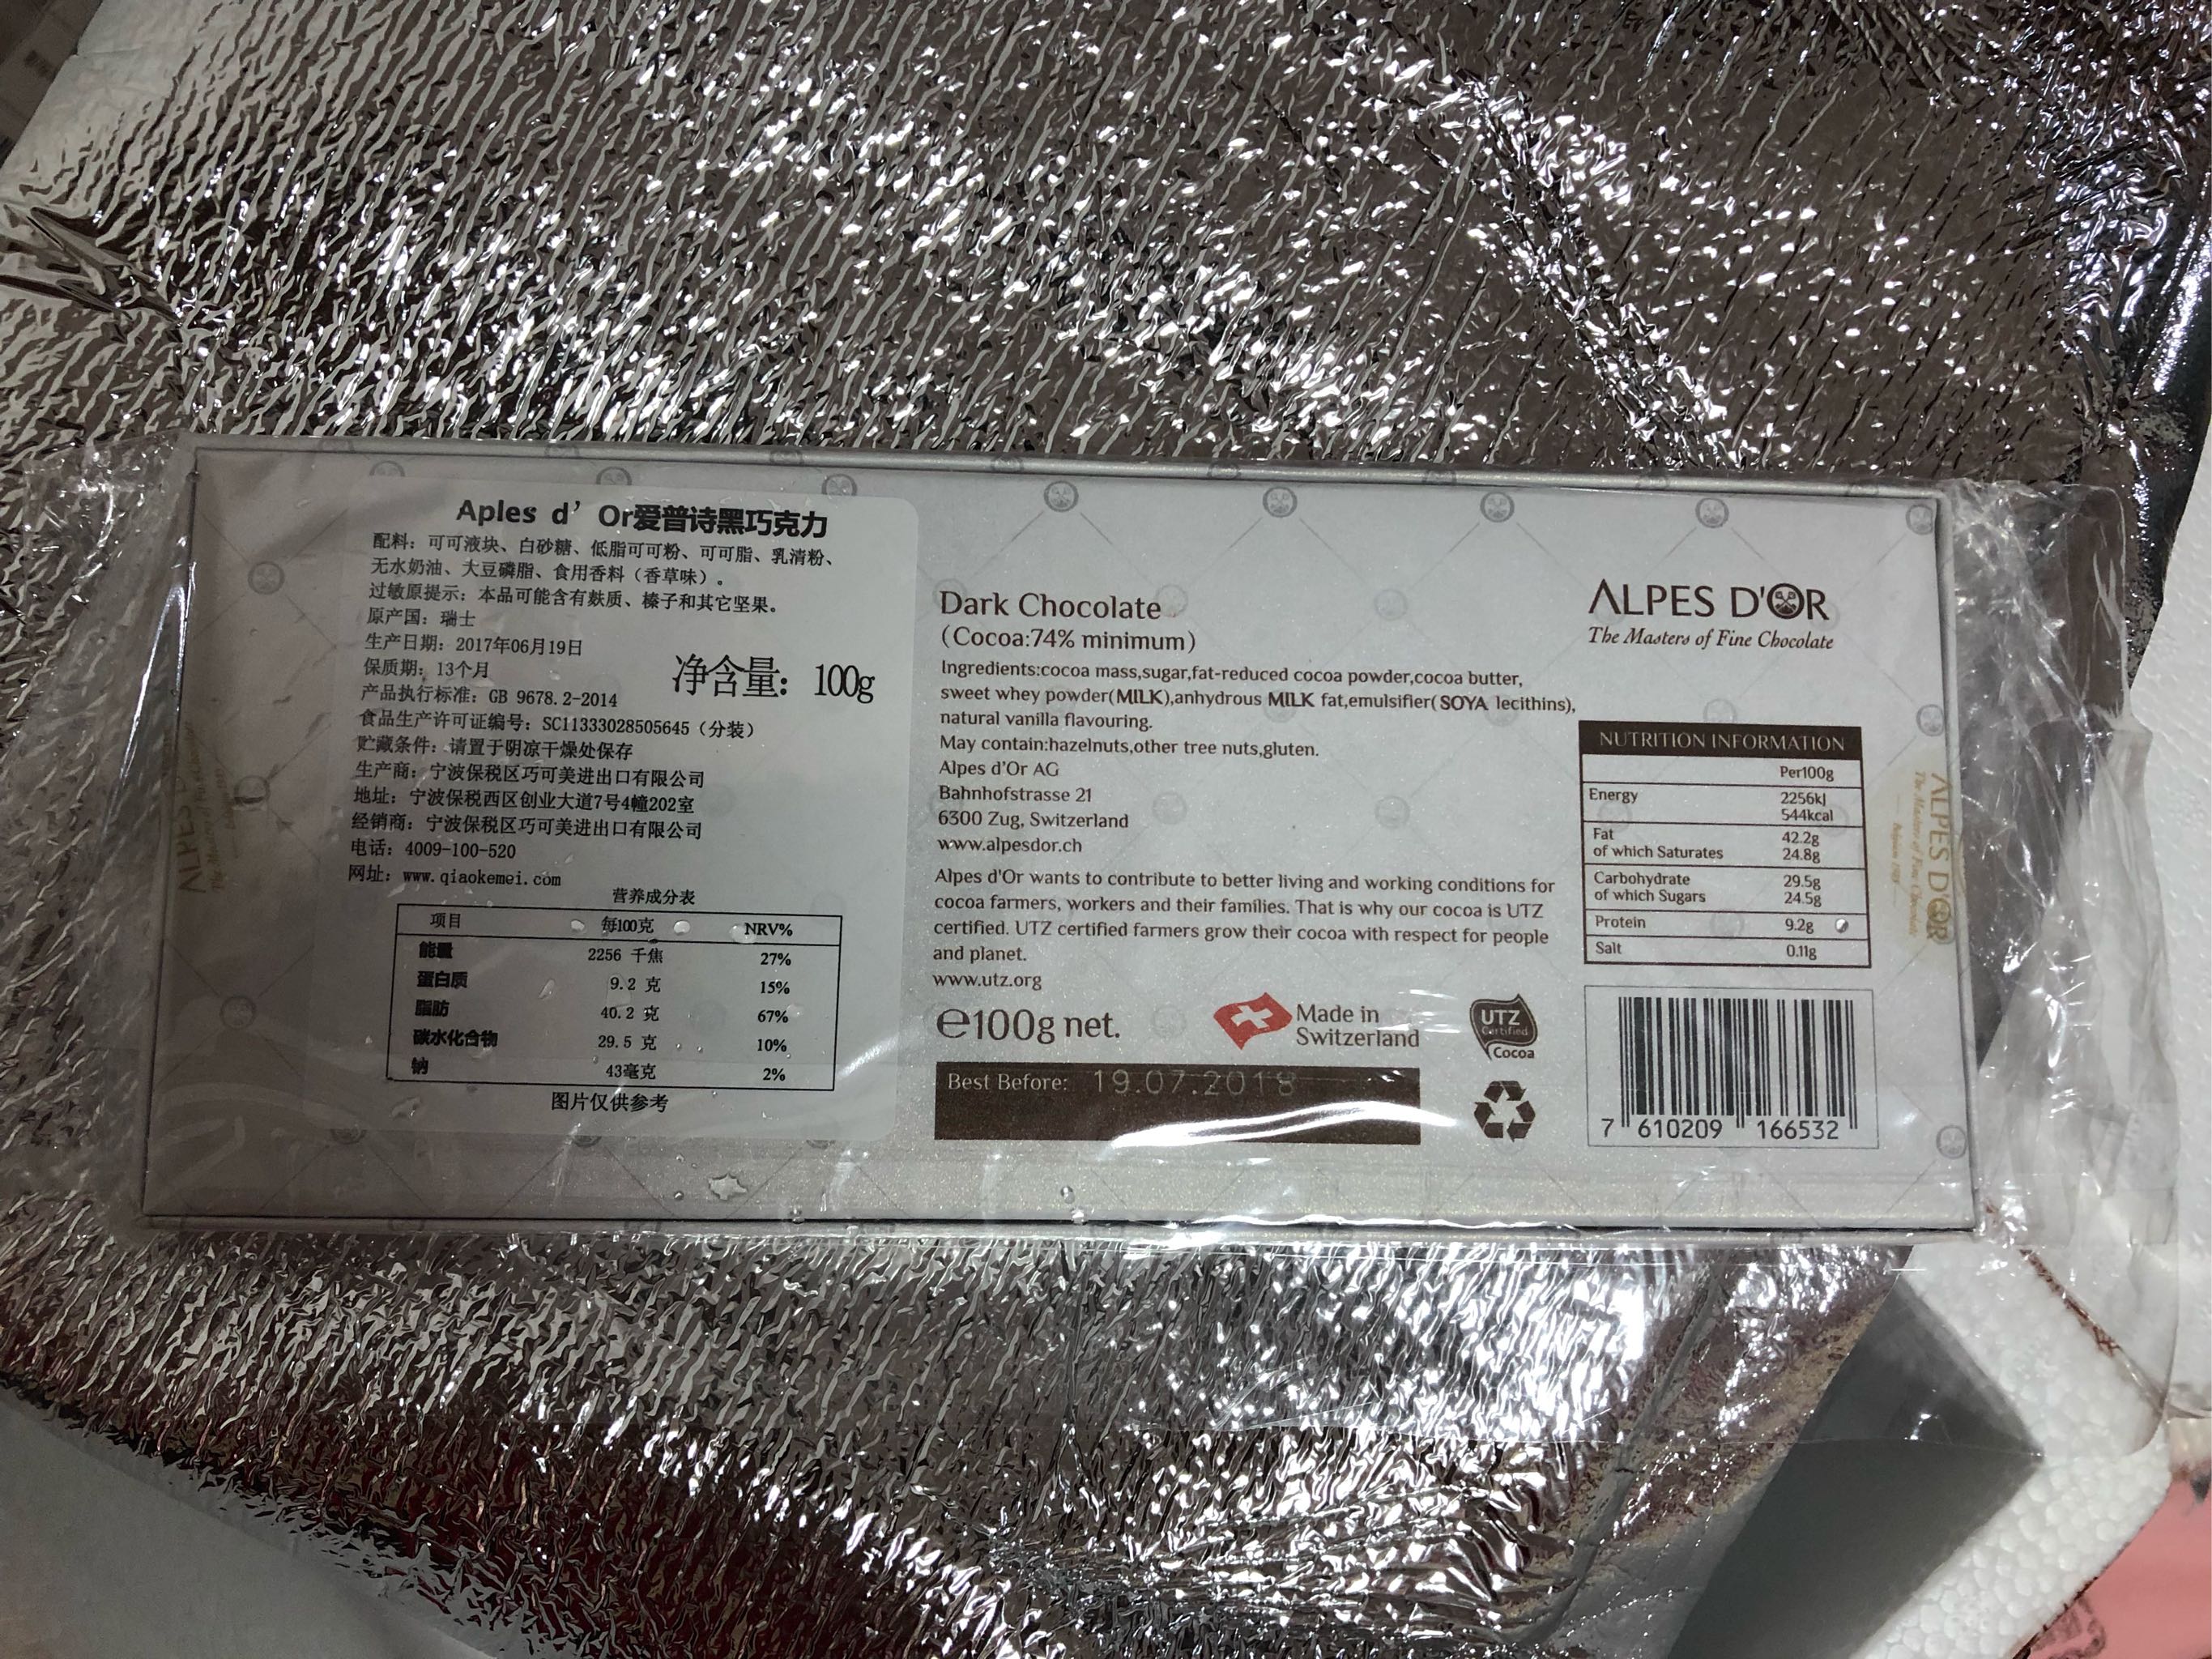 Aples d' Or爱普诗黑巧克力
配料：可可液块、白砂糖、低脂可可粉、可可脂、乳清粉、
无水奶油、大豆磷脂、食用香料（香草味）。
过敏原提示：本品可能含有麸质、榛子和其它坚果。
原产国：瑞士
生产日期：2017年06月19日
保质期：13个月
净含量：100g
产品执行标准：GB 9678.2-2014
食品生产许可证编号：SC11333028505645（分装）
贮藏条件：请置于阴凉干燥处保存
生产商：宁波保税区巧可美进出口有限公司
地址：宁波保税西区创业大道7号4幢202室
经销商：宁波保税区巧可美进出口有限公司
电话：4009-100-520
网址：www.qiaokemei.com
营养成分表
项目 每100克 NRV%
能量 2256 千焦 27%
蛋白质 9.2 克 15%
脂肪 40.2 克 67%
碳水化合物 29.5 克 10%
钠 43毫克 2%
图片仅供参考
Dark Chocolate
(Cocoa:74% minimum)
Ingredients:cocoa mass,sugar,fat-reduced cocoa powder,cocoa butter,
sweet whey powder(MILK),anhydrous MILK fat,emulsifier(SOYA lecithins),
natural vanilla flavouring.
May contain:hazelnuts,other tree nuts,gluten.
Alpes d'Or AG
Bahnhofstrasse 21
6300 Zug, Switzerland
www.alpesdor.ch
Alpes d'Or wants to contribute to better living and working conditions for
cocoa farmers, workers and their families. That is why our cocoa is UTZ
certified. UTZ certified farmers grow their cocoa with respect for people
and planet.
www.utz.org
℮100g net.
Made in
Switzerland
UTZ
Certified
Cocoa
Best Before: 19.07.2018
ALPES D'OR
The Masters of Fine Chocolate
NUTRITION INFORMATION
Per100g
Energy 2256kJ
544kcal
Fat 42.2g
of which Saturates 24.8g
Carbohydrate 29.5g
of which Sugars 24.5g
Protein 9.2g
Salt 0.11g
7 610209 166532
ALPES D'OR
The Masters of Fine Chocolate